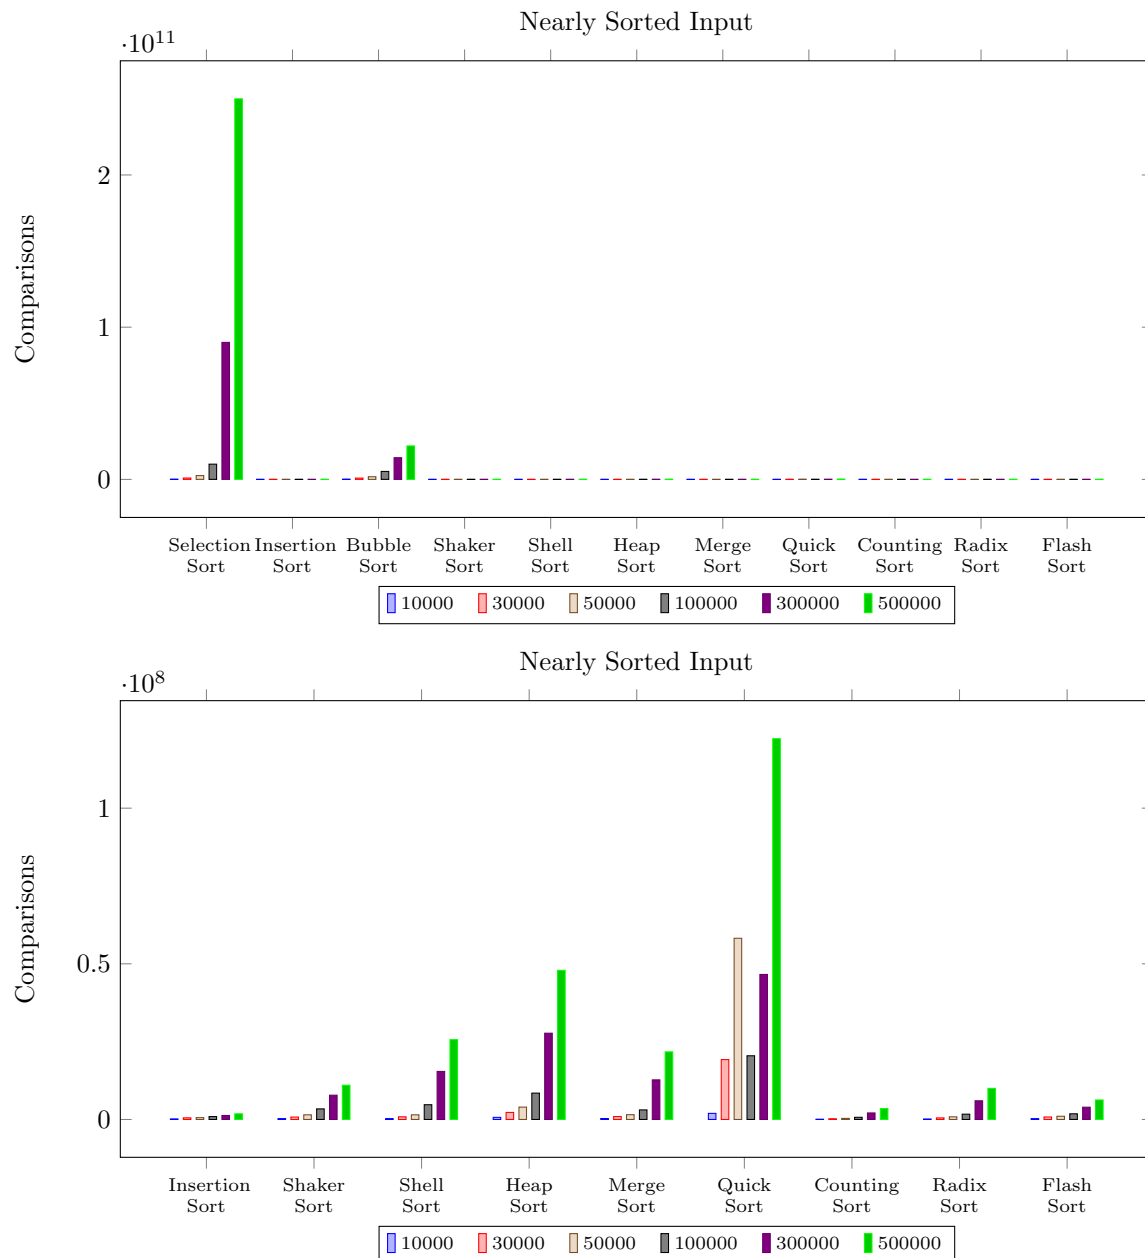 Nearly Sorted Input
·10^11
2
1
0
Comparisons
Selection Sort
Insertion Sort
Bubble Sort
Shaker Sort
Shell Sort
Heap Sort
Merge Sort
Quick Sort
Counting Sort
Radix Sort
Flash Sort
10000 30000 50000 100000 300000 500000
Nearly Sorted Input
·10^8
1
0.5
0
Comparisons
Insertion Sort
Shaker Sort
Shell Sort
Heap Sort
Merge Sort
Quick Sort
Counting Sort
Radix Sort
Flash Sort
10000 30000 50000 100000 300000 500000